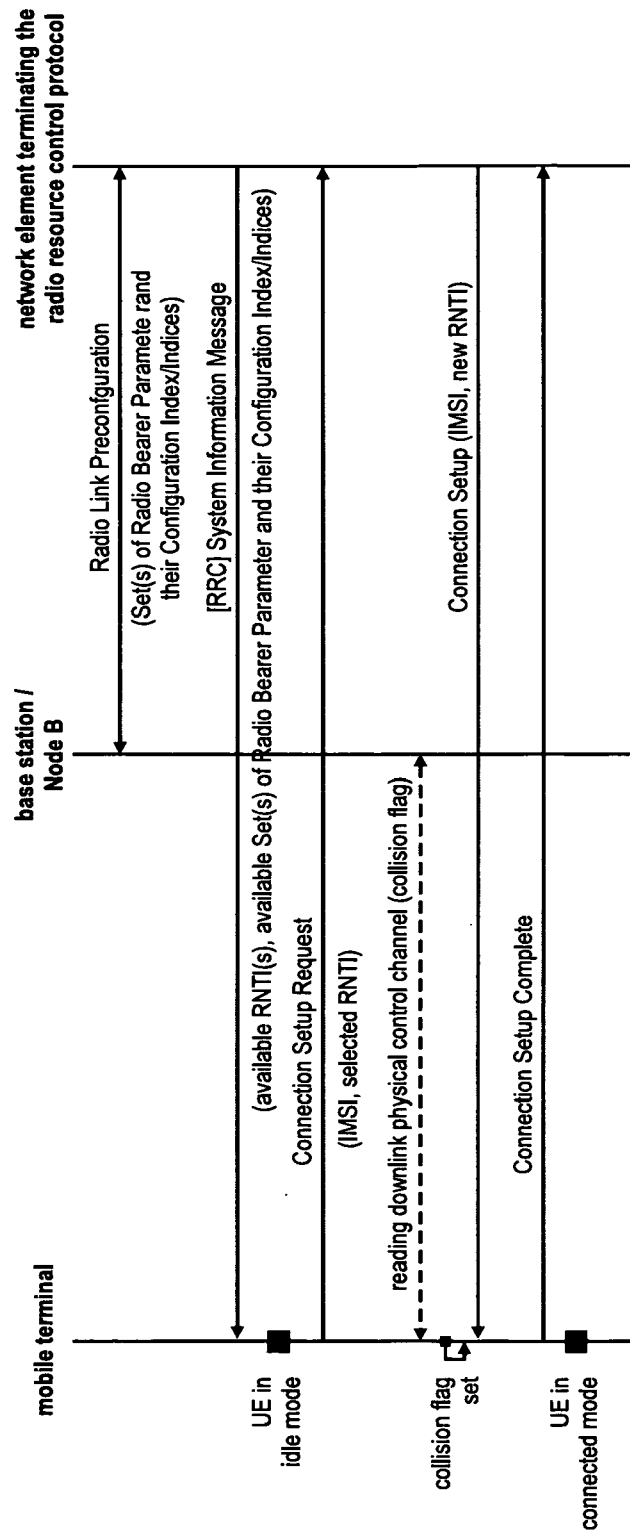 mobile terminal
base station /
Node B
network element terminating the
radio resource control protocol
Radio Link Preconfguration
(Set(s) of Radio Bearer Paramete rand
their Configuration Index/Indices)
[RRC] System Information Message
(available RNTI(s), available Set(s) of Radio Bearer Parameter and their Configuration Index/Indices)
UE in
idle mode
Connection Setup Request
(IMSI, selected RNTI)
reading downlink physical control channel (collision flag)
collision flag
set
Connection Setup (IMSI, new RNTI)
Connection Setup Complete
UE in
connected mode